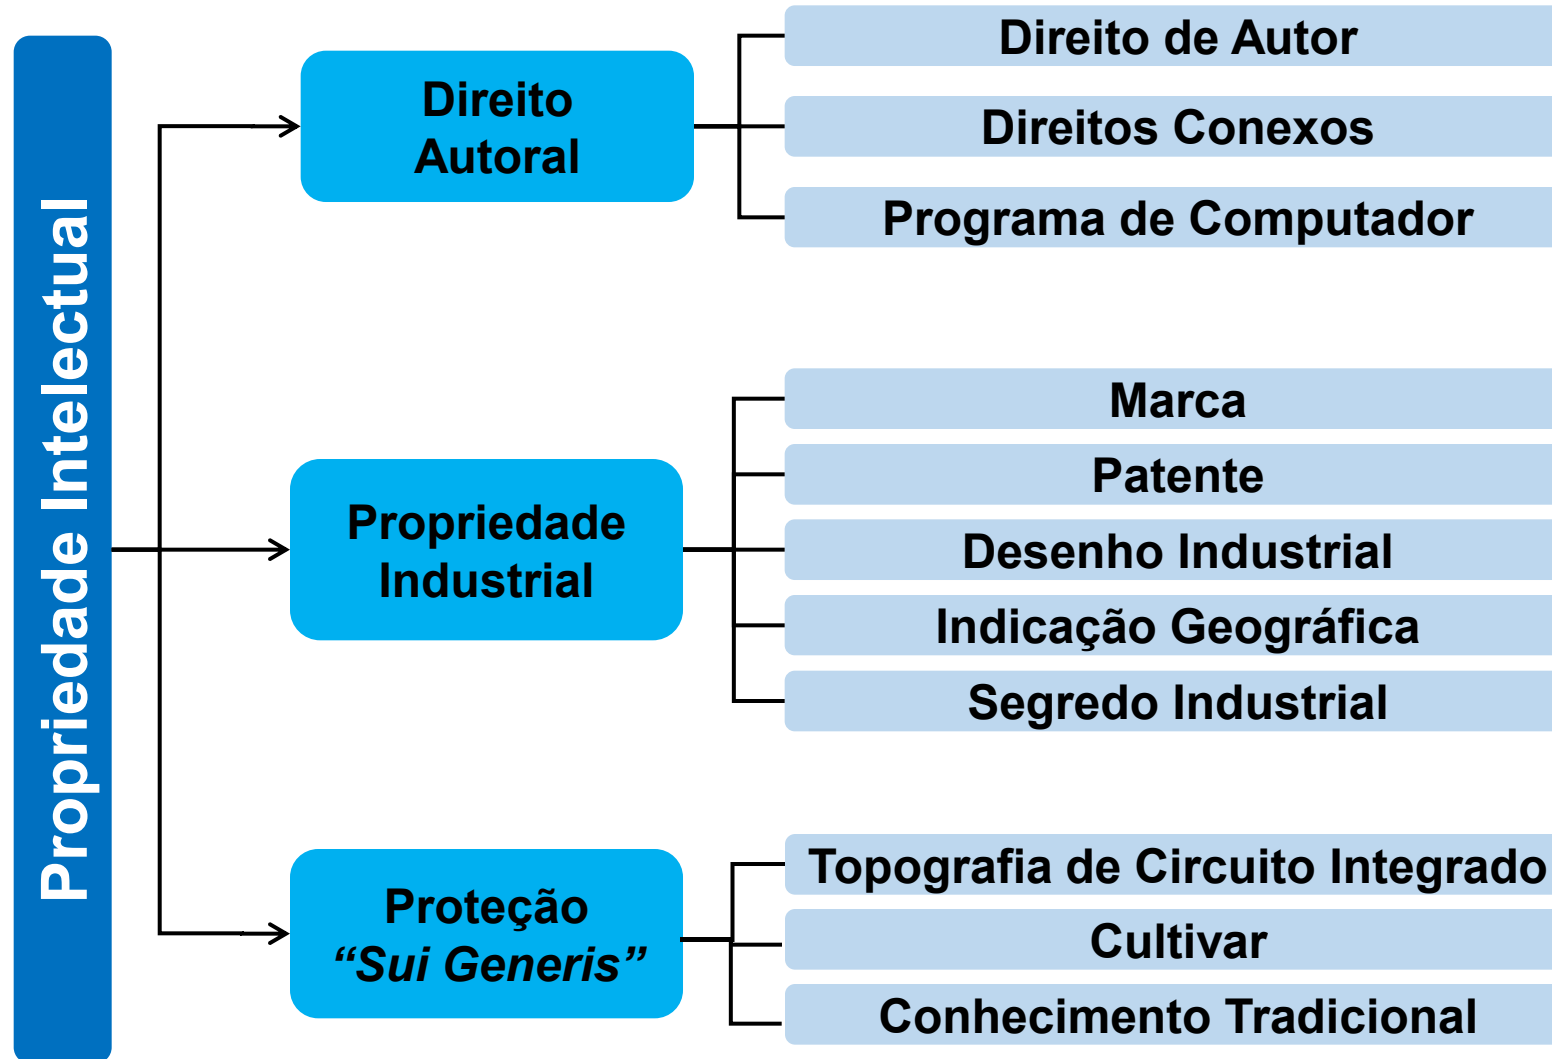 Propriedade Intelectual
Direito
Autoral
Direito de Autor
Direitos Conexos
Programa de Computador
Propriedade
Industrial
Marca
Patente
Desenho Industrial
Indicação Geográfica
Segredo Industrial
Proteção
“Sui Generis”
Topografia de Circuito Integrado
Cultivar
Conhecimento Tradicional